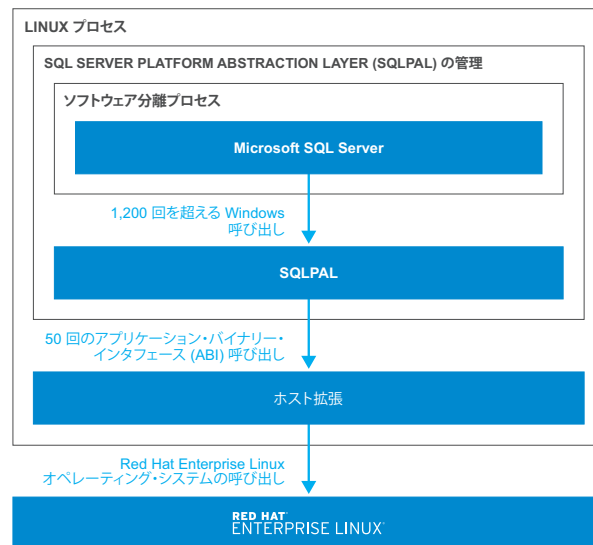 LINUX プロセス
SQL SERVER PLATFORM ABSTRACTION LAYER (SQLPAL) の管理
ソフトウェア分離プロセス
Microsoft SQL Server
1,200 回を超える Windows
呼び出し
SQLPAL
50 回のアプリケーション・バイナリー・
インタフェース (ABI) 呼び出し
ホスト拡張
Red Hat Enterprise Linux
オペレーティング・システムの呼び出し
RED HAT
ENTERPRISE LINUX